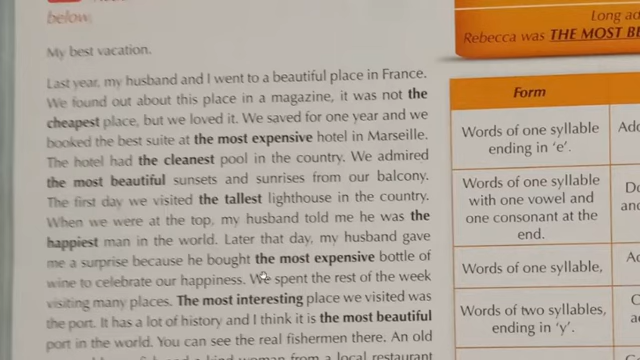 below.
My best vacation.
Last year, my husband and I went to a beautiful place in France.
We found out about this place in a magazine, it was not the
cheapest place, but we loved it. We saved for one year and we
booked the best suite at the most expensive hotel in Marseille.
The hotel had the cleanest pool in the country. We admired
the most beautiful sunsets and sunrises from our balcony.
The first day we visited the tallest lighthouse in the country.
When we were at the top, my husband told me he was the
happiest man in the world. Later that day, my husband gave
me a surprise because he bought the most expensive bottle of
wine to celebrate our happiness. We spent the rest of the week
visiting many places. The most interesting place we visited was
the port. It has a lot of history and I think it is the most beautiful
port in the world. You can see the real fishermen there. An old
woman from a local restaurant
Long ad
Rebecca was THE MOST BE
Form
Words of one syllable
ending in 'e'.
Words of one syllable
with one vowel and
one consonant at the
end.
Words of one syllable,
Words of two syllables,
ending in 'y'.